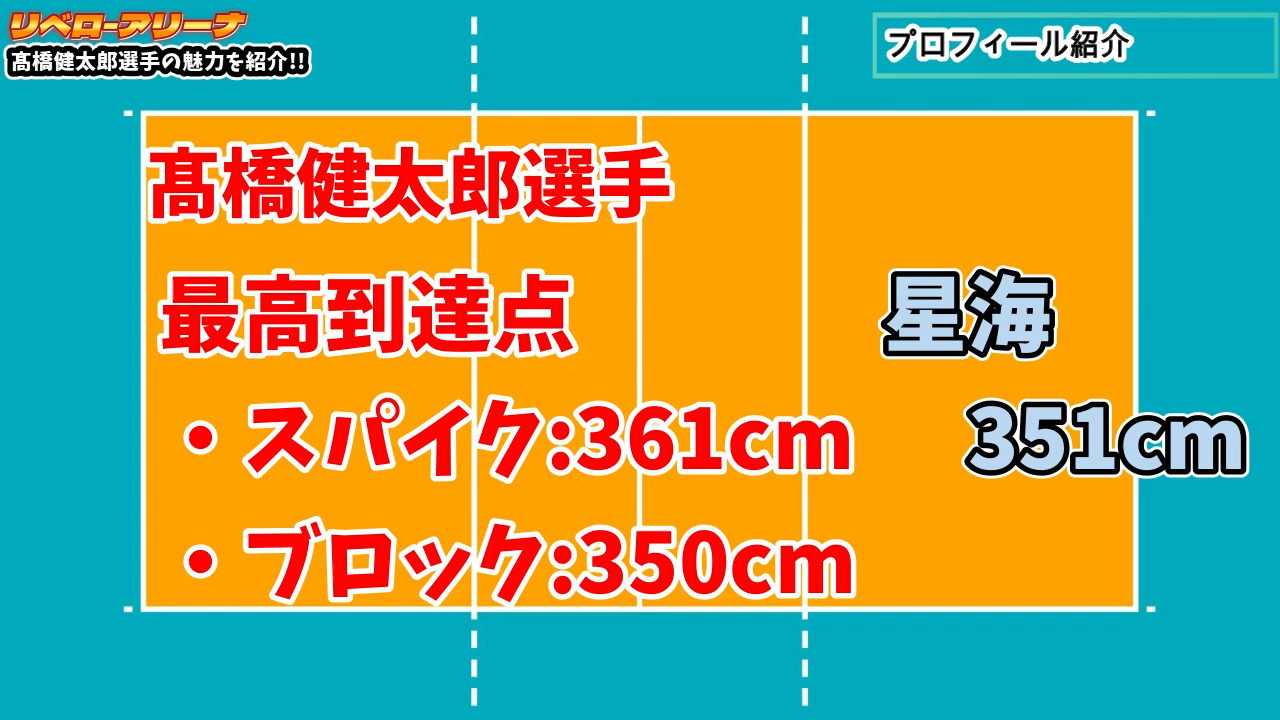 リベローアリーナ
髙橋健太郎選手の魅力を紹介!!
プロフィール紹介
髙橋健太郎選手
最高到達点
星海
・スパイク:361cm
351cm
・ブロック:350cm